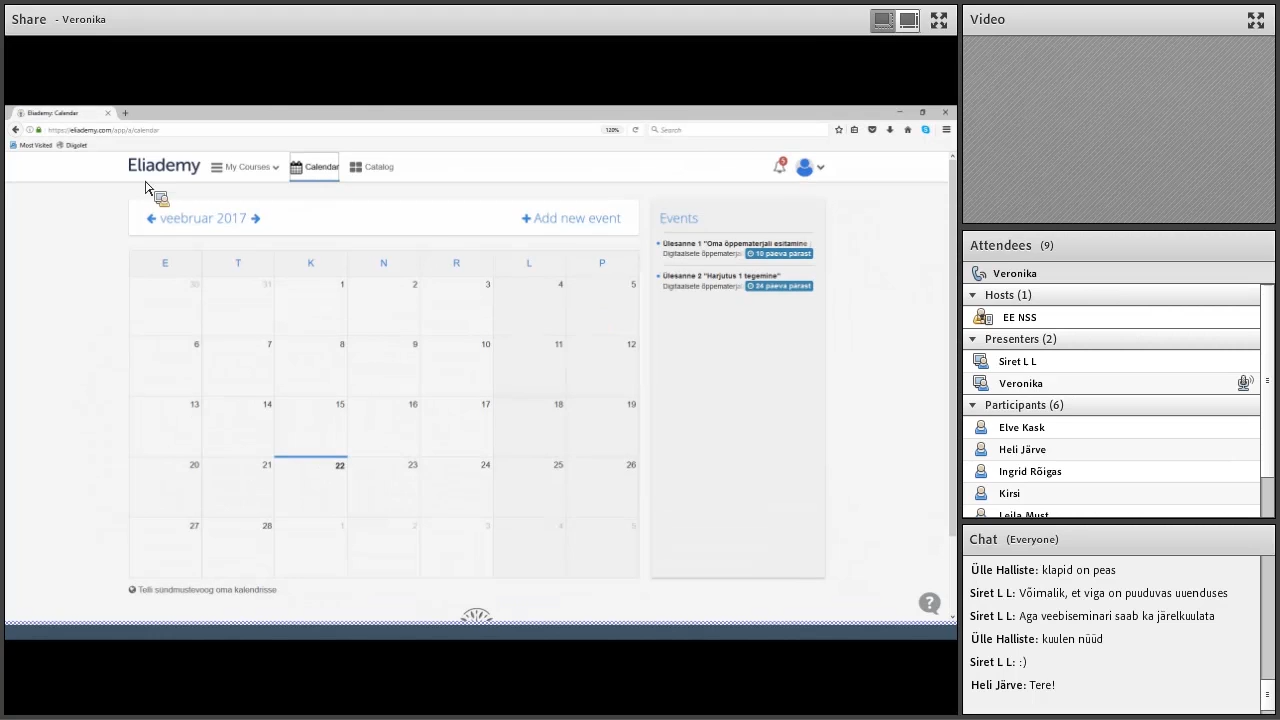 Share - Veronika
Eliademy: Calendar
https://eliademy.com/app/a/calendar
120%
Search
Most Visited Diigolet
Eliademy My Courses Calendar Catalog
veebruar 2017
Add new event
E T K N R L P
30 31 1 2 3 4 5
6 7 8 9 10 11 12
13 14 15 16 17 18 19
20 21 22 23 24 25 26
27 28 1 2 3 4 5
Telli sündmustevoog oma kalendrisse
Events
Ülesanne 1 "Oma õppematerjali esitamine
Digitaalsete õppematerja 10 päeva pärast
Ülesanne 2 "Harjutus 1 tegemine"
Digitaalsete õppematerja 24 päeva pärast
?
Video
Attendees (9)
Veronika
Hosts (1)
EE NSS
Presenters (2)
Siret L L
Veronika
Participants (6)
Elve Kask
Heli Järve
Ingrid Rõigas
Kirsi
Leila Must
Chat (Everyone)
Ülle Halliste: klapid on peas
Siret L L: Võimalik, et viga on puuduvas uuenduses
Siret L L: Aga veebiseminari saab ka järelkuulata
Ülle Halliste: kuulen nüüd
Siret L L: :)
Heli Järve: Tere!